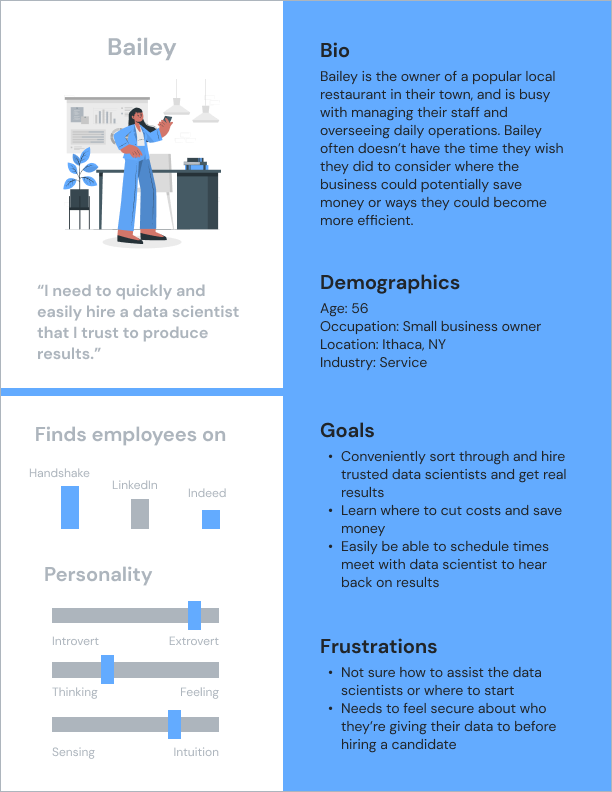 Bailey
“I need to quickly and
easily hire a data scientist
that I trust to produce
results.”
Bio
Bailey is the owner of a popular local
restaurant in their town, and is busy
with managing their staff and
overseeing daily operations. Bailey
often doesn’t have the time they wish
they did to consider where the
business could potentially save
money or ways they could become
more efficient.
Demographics
Age: 56
Occupation: Small business owner
Location: Ithaca, NY
Industry: Service
Finds employees on
Handshake
LinkedIn
Indeed
Personality
Introvert Extrovert
Thinking Feeling
Sensing Intuition
Goals
• Conveniently sort through and hire
trusted data scientists and get real
results
• Learn where to cut costs and save
money
• Easily be able to schedule times
meet with data scientist to hear
back on results
Frustrations
• Not sure how to assist the data
scientists or where to start
• Needs to feel secure about who
they’re giving their data to before
hiring a candidate